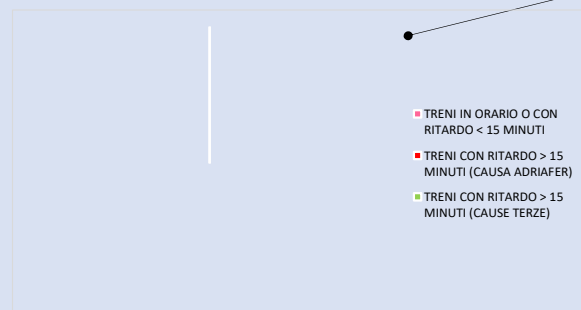 TRENI IN ORARIO O CON
RITARDO < 15 MINUTI
TRENI CON RITARDO > 15
MINUTI (CAUSA ADRIAFER)
TRENI CON RITARDO > 15
MINUTI (CAUSE TERZE)